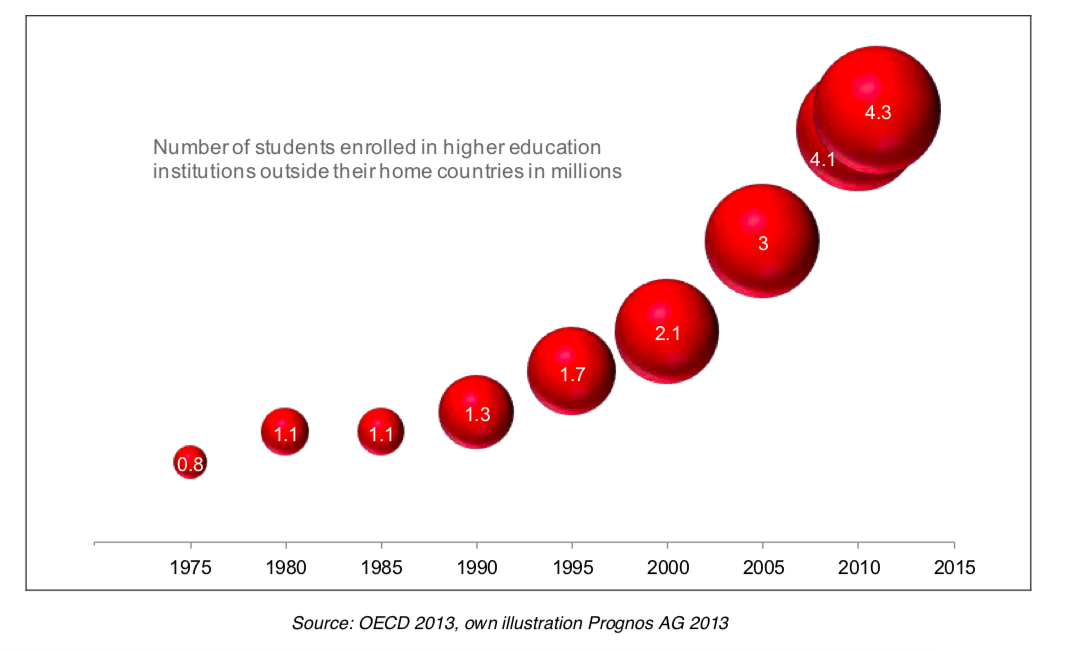 4.3
Number of students enrolled in higher education
institutions outside their home countries in millions
4.1
3
2.1
1.7
1.3
1.1
1.1
0.8
1975 1980 1985 1990 1995 2000 2005 2010 2015
Source: OECD 2013, own illustration Prognos AG 2013